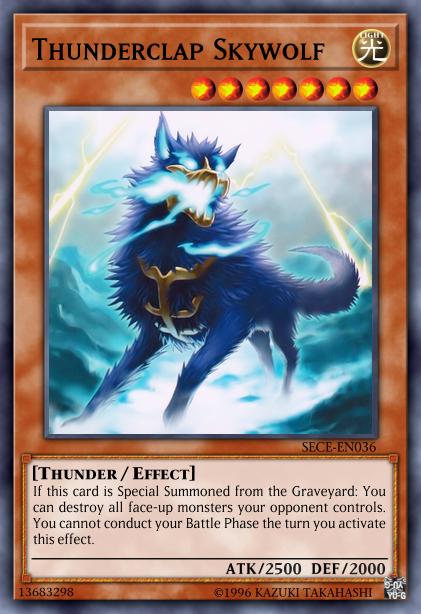 Thunderclap Skywolf
LIGHT
光
SECE-EN036
[Thunder / Effect]
If this card is Special Summoned from the Graveyard: You
can destroy all face-up monsters your opponent controls.
You cannot conduct your Battle Phase the turn you activate
this effect.
ATK/2500 DEF/2000
13683298
©1996 KAZUKI TAKAHASHI